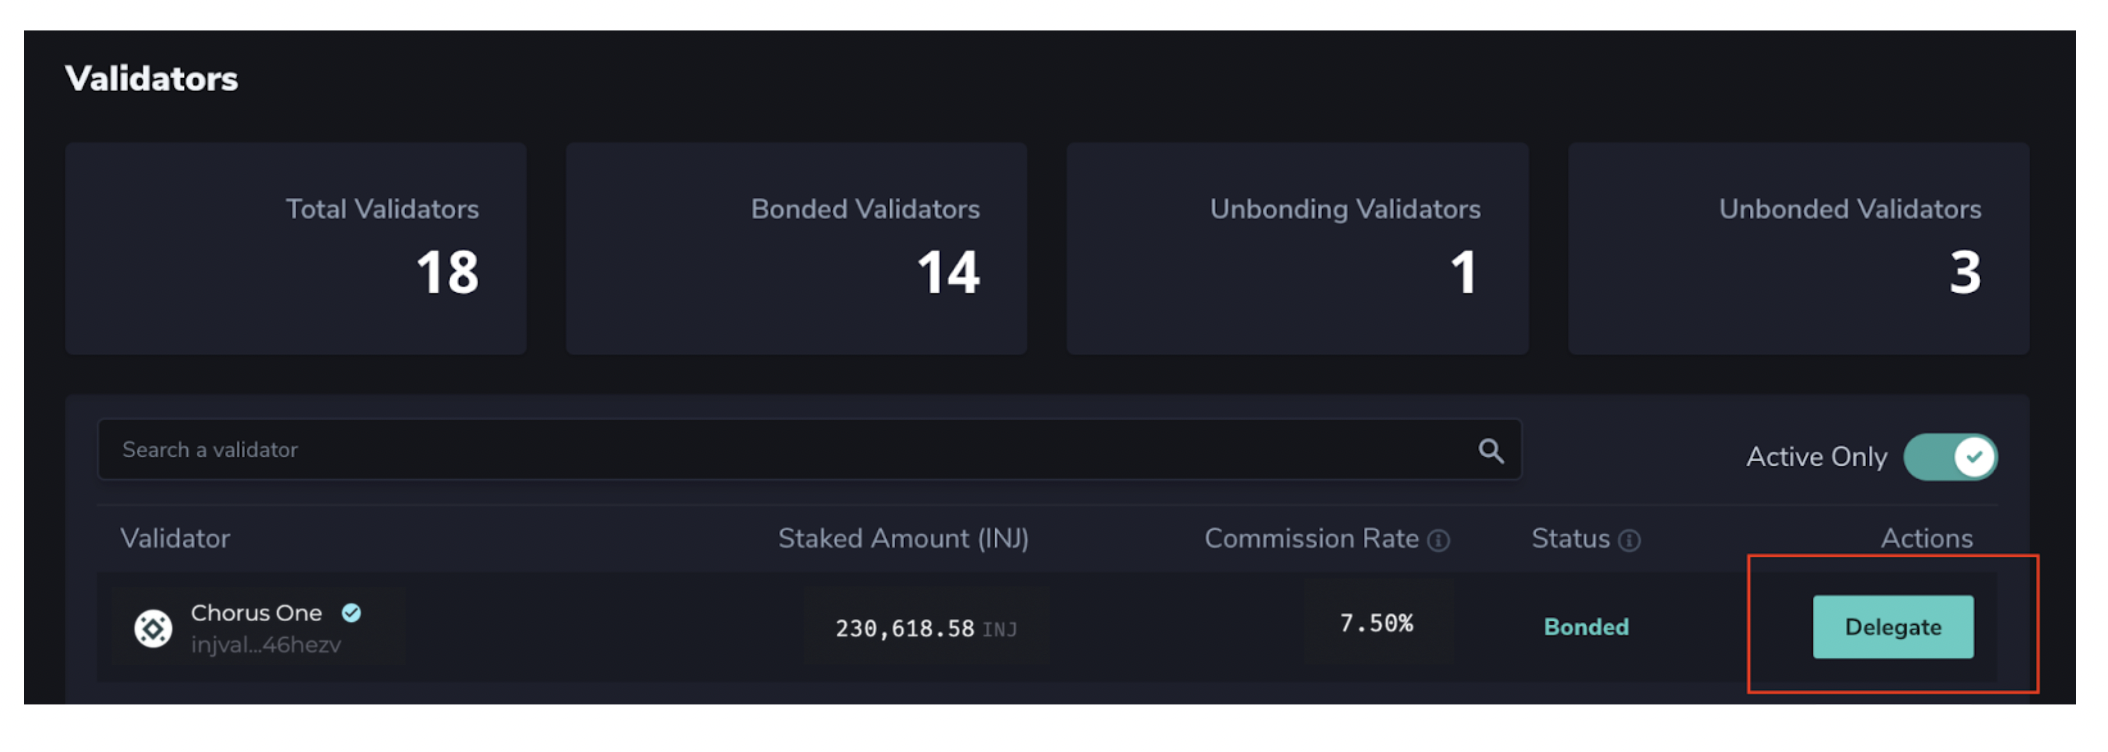 Validators
Total Validators
18
Bonded Validators
14
Unbonding Validators
1
Unbonded Validators
3
Search a validator
Active Only
Validator
Staked Amount (INJ)
Commission Rate
Status
Actions
Chorus One
injval...46hezv
230,618.58 INJ
7.50%
Bonded
Delegate